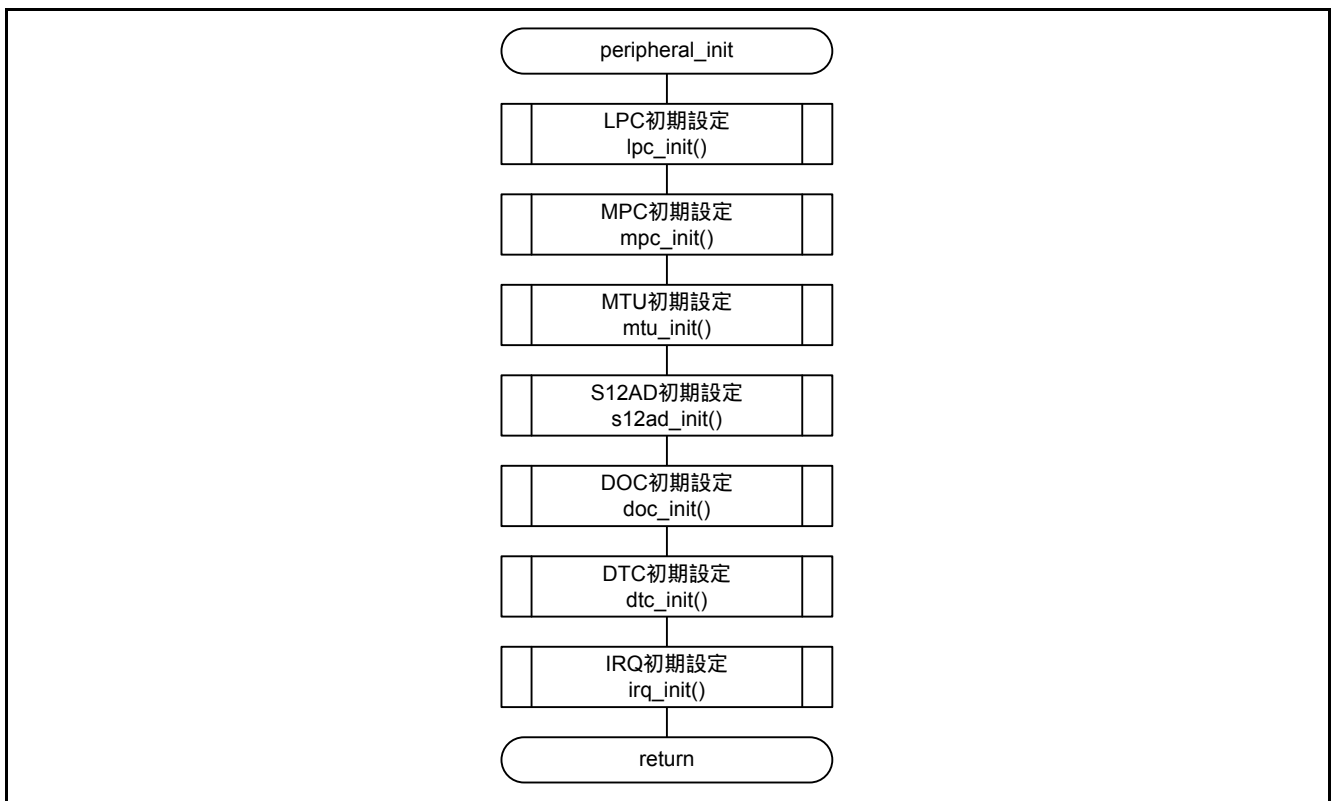 peripheral_init
LPC初期設定
lpc_init()
MPC初期設定
mpc_init()
MTU初期設定
mtu_init()
S12AD初期設定
s12ad_init()
DOC初期設定
doc_init()
DTC初期設定
dtc_init()
IRQ初期設定
irq_init()
return